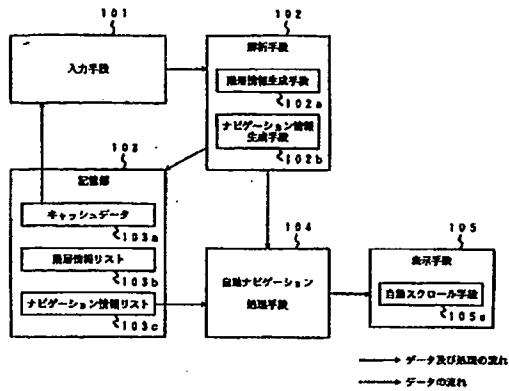 101
入力手段
102
解析手段
階層情報生成手段
102a
ナビゲーション情報
生成手段
102b
103
記憶部
キャッシュデータ
103a
階層情報リスト
103b
ナビゲーション情報リスト
103c
104
自動ナビゲーション
処理手段
105
表示手段
自動スクロール手段
105a
データ及び処理の流れ
データの流れ